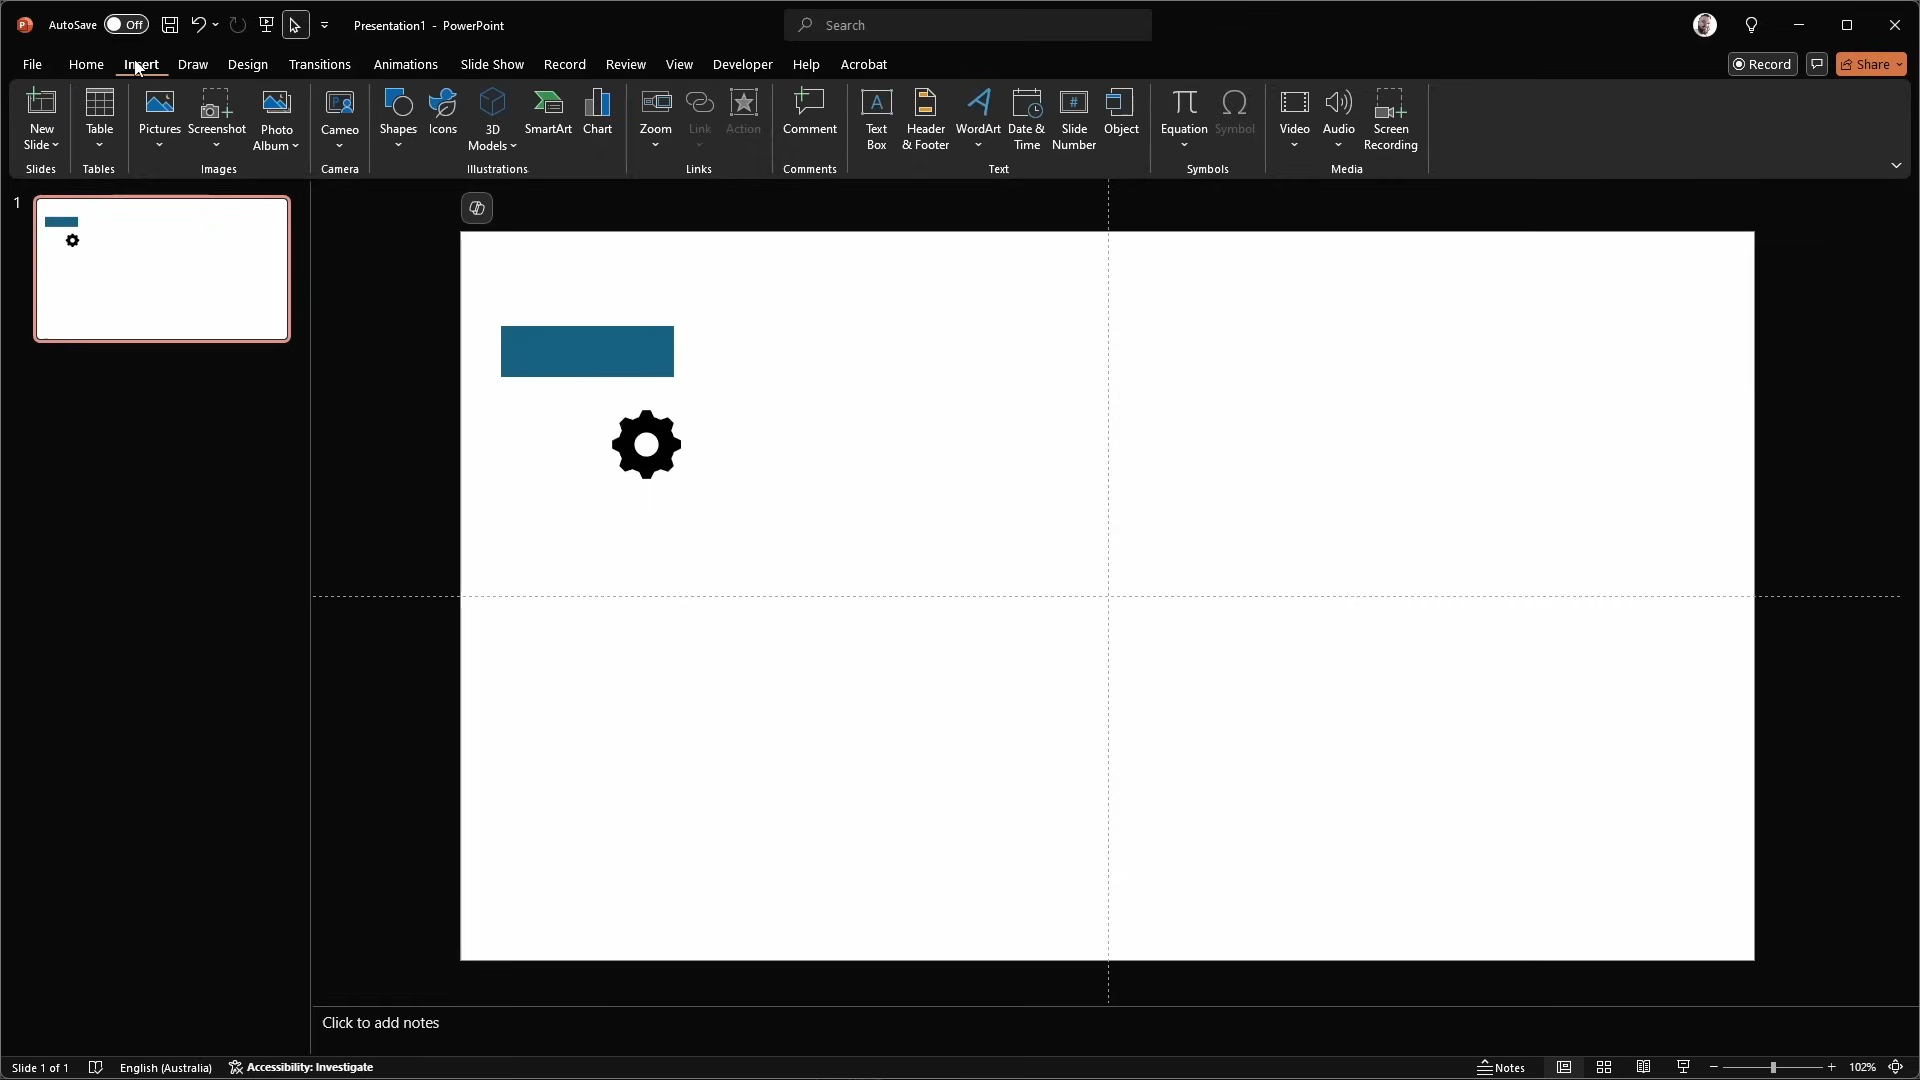 AutoSave Off Presentation1 - PowerPoint Search
File Home Insert Draw Design Transitions Animations Slide Show Record Review View Developer Help Acrobat Record Share
New Slide Table Pictures Screenshot Photo Album Cameo Shapes Icons 3D Models SmartArt Chart Zoom Link Action Comment Text Box Header & Footer WordArt Date & Time Slide Number Object Equation Symbol Video Audio Screen Recording
Slides Tables Images Camera Illustrations Links Comments Text Symbols Media
1
Click to add notes
Slide 1 of 1 English (Australia) Accessibility: Investigate Notes 102%